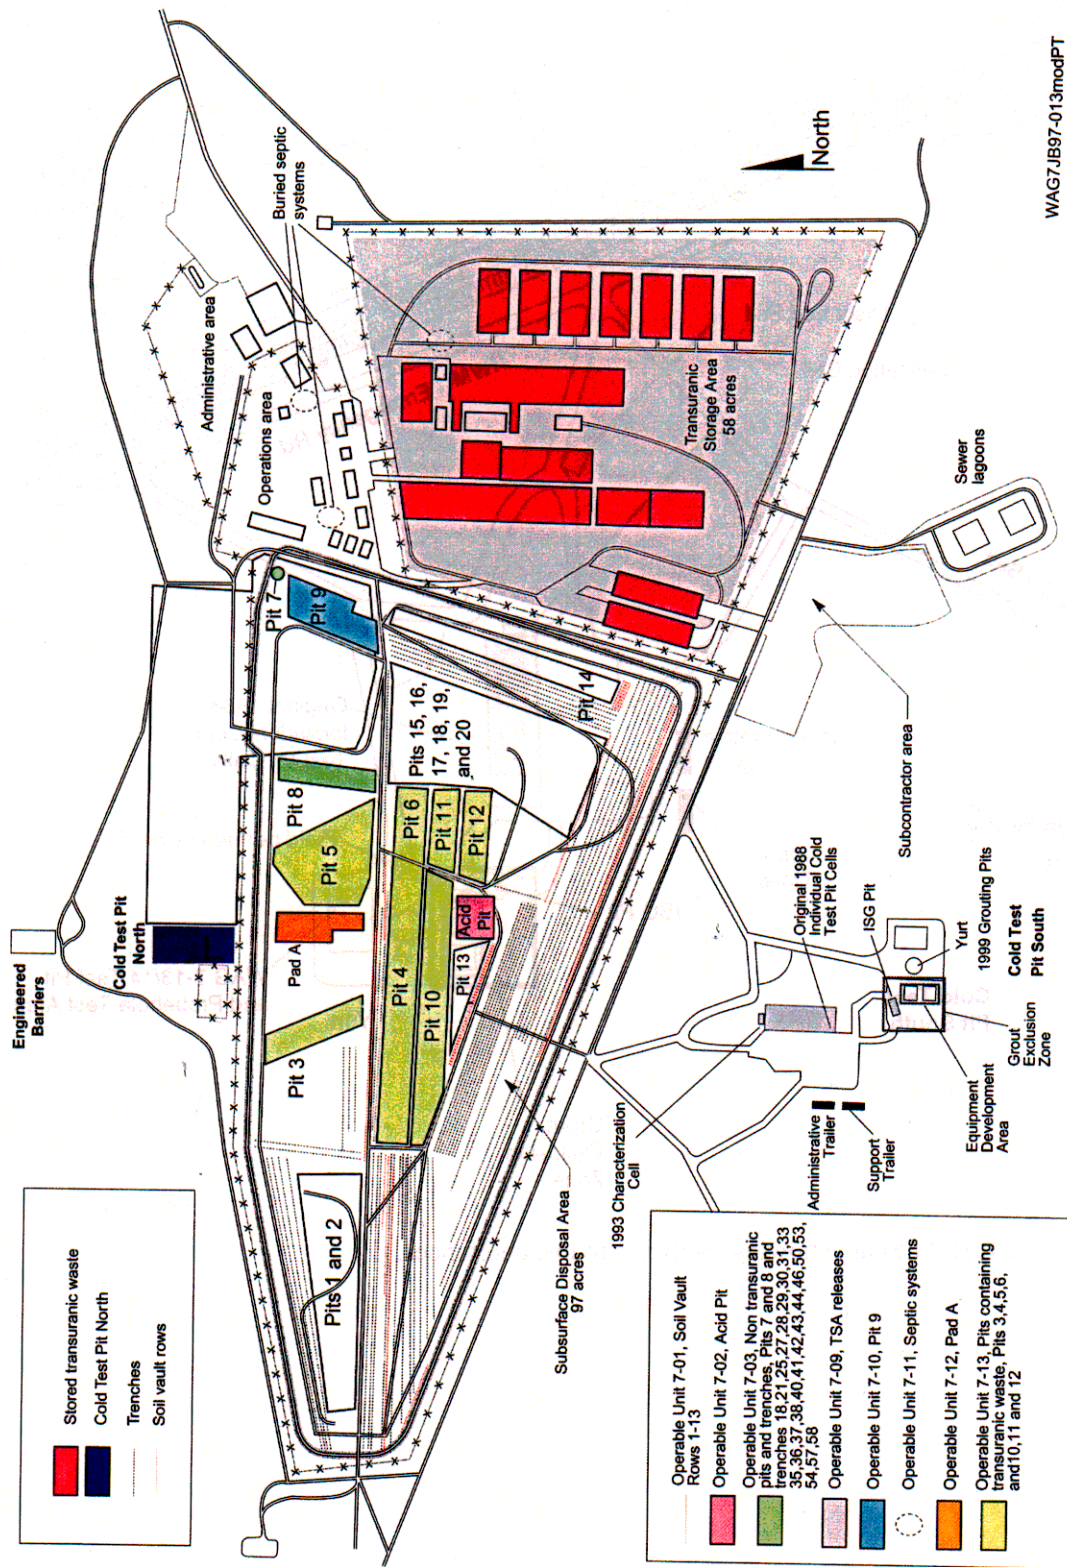 Engineered
Barriers
Cold Test Pit
North
Administrative area
Operations area
Buried septic
systems
North
Pit 7
Pit 9
Pit 8
Pit 5
Pad A
Pit 3
Pits 1 and 2
Pit 4
Pit 10
Pit 6
Pit 11
Pit 12
Acid
Pit
Pit 13
Pits 15, 16,
17, 18, 19,
and 20
Pit 14
Transuranic
Storage Area
58 acres
Sewer
lagoons
Subcontractor area
Subsurface Disposal Area
97 acres
1993 Characterization
Cell
Original 1988
Individual Cold
Test Pit Cells
ISG Pit
Yurt
1999 Grouting Pits
Cold Test
Pit South
Grout
Exclusion
Zone
Equipment
Development
Area
Administrative
Trailer
Support
Trailer
Stored transuranic waste
Cold Test Pit North
Trenches
Soil vault rows
Operable Unit 7-01, Soil Vault
Rows 1-13
Operable Unit 7-02, Acid Pit
Operable Unit 7-03, Non transuranic
pits and trenches, Pits 7 and 8 and
trenches 18,21,25,27,28,29,30,31,33
35,36,37,38,40,41,42,43,44,46,50,53,
54,57,58
Operable Unit 7-09, TSA releases
Operable Unit 7-10, Pit 9
Operable Unit 7-11, Septic systems
Operable Unit 7-12, Pad A
Operable Unit 7-13, Pits containing
transuranic waste, Pits 3,4,5,6,
and10,11 and 12
WAG7JB97-013modPT